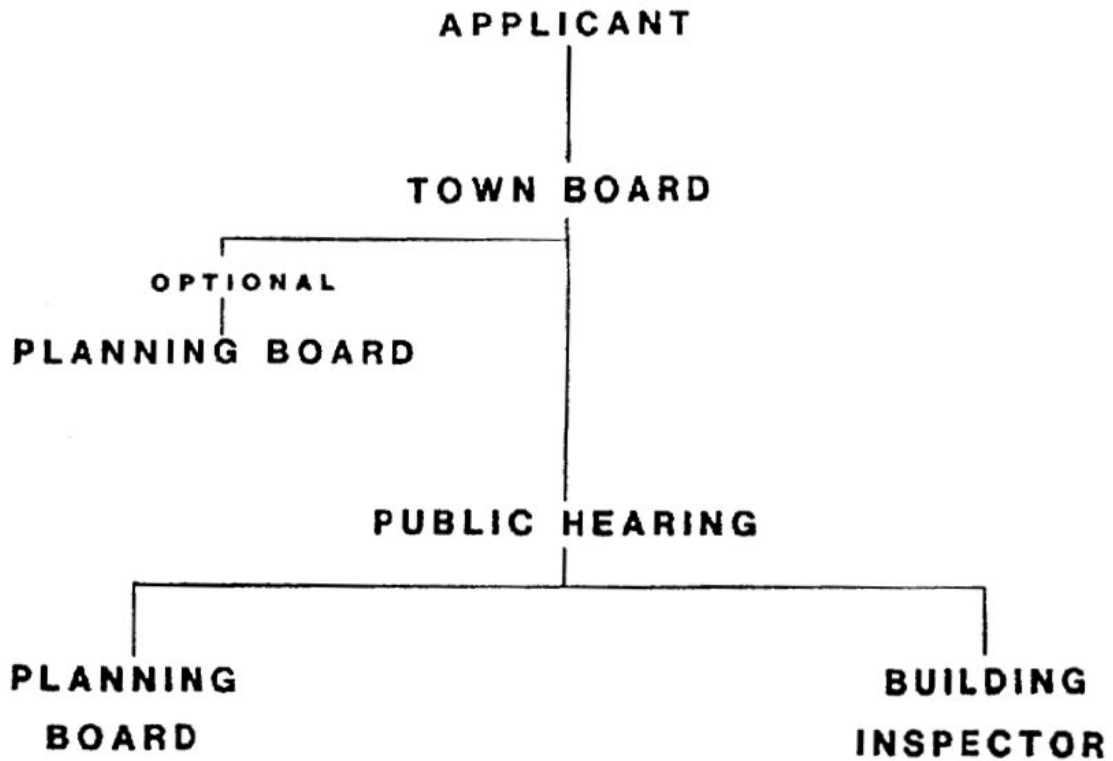 APPLICANT
TOWN BOARD
OPTIONAL
PLANNING BOARD
PUBLIC HEARING
PLANNING
BOARD
BUILDING
INSPECTOR